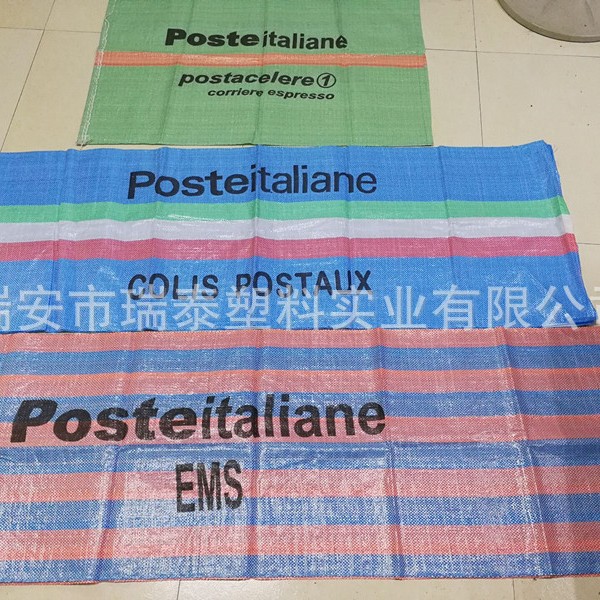 Posteitaliane
postacelere①
corriere espresso
Posteitaliane
COLIS POSTAUX
瑞安市瑞泰塑料实业有限公司
Posteitaliane
EMS